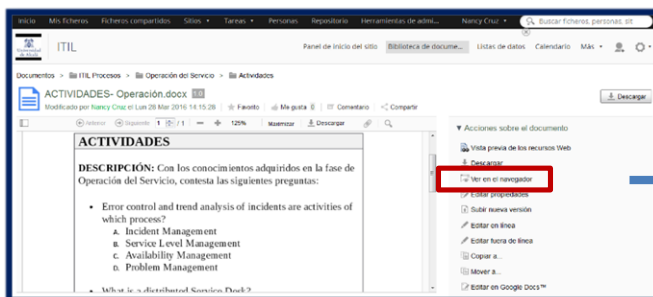 Inicio Mis ficheros Ficheros compartidos Sitios Tareas Personas Repositorio Herramientas de admi... Nancy Cruz Buscar ficheros, personas, sit
Universidad de Alcalá
ITIL
Panel de inicio del sitio Biblioteca de docume... Listas de datos Calendario Más
Documentos > ITIL Procesos > Operación del Servicio > Actividades
ACTIVIDADES- Operación.docx 1.0
Modificado por Nancy Cruz el Lun 28 Mar 2016 14:15:28 Favorito Me gusta 0 Comentario Compartir
Descargar
Anterior Siguiente 1 / 1 125% Maximizar Descargar
ACTIVIDADES
DESCRIPCIÓN: Con los conocimientos adquiridos en la fase de
Operación del Servicio, contesta las siguientes preguntas:
• Error control and trend analysis of incidents are activities of
which process?
A. Incident Management
B. Service Level Management
C. Availability Management
D. Problem Management
• What is a distributed Service Desk?
Acciones sobre el documento
Vista previa de los recursos Web
Descargar
Ver en el navegador
Editar propiedades
Subir nueva versión
Editar en línea
Editar fuera de línea
Copiar a...
Mover a...
Editar en Google Docs™